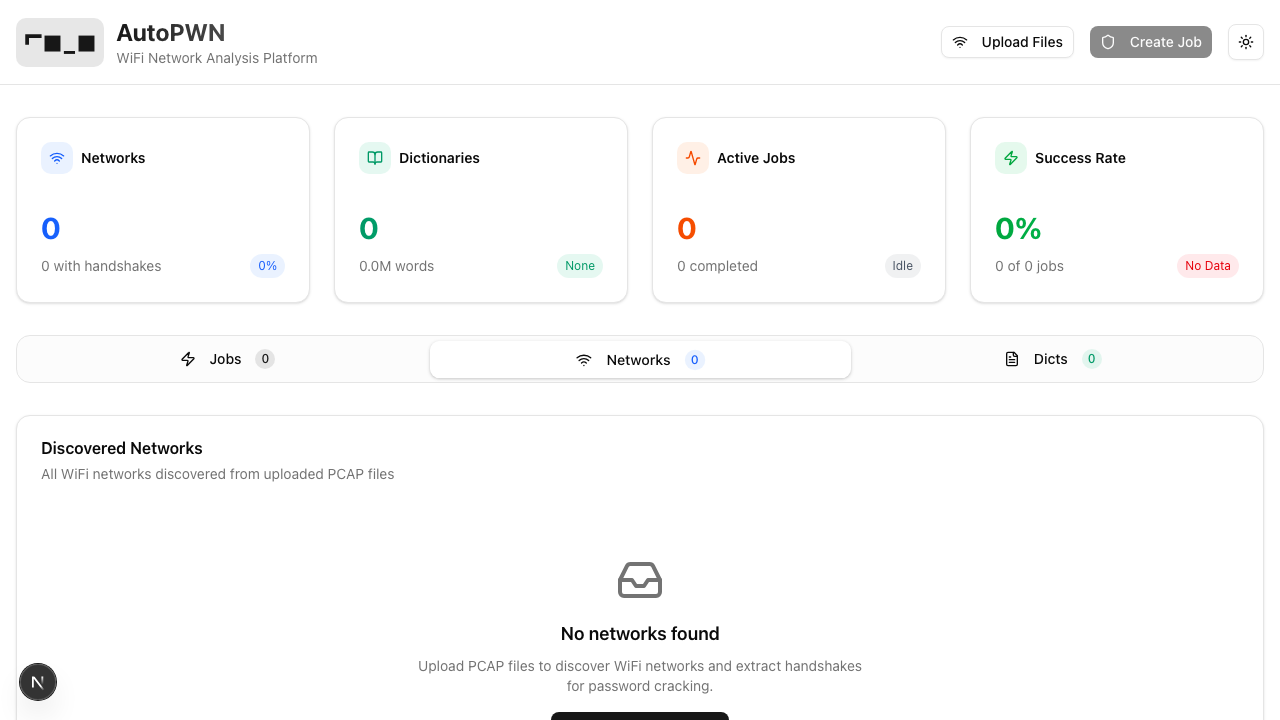 AutoPWN
WiFi Network Analysis Platform
Upload Files
Create Job
Networks
0
0 with handshakes
0%
Dictionaries
0
0.0M words
None
Active Jobs
0
0 completed
Idle
Success Rate
0%
0 of 0 jobs
No Data
Jobs 0
Networks 0
Dicts 0
Discovered Networks
All WiFi networks discovered from uploaded PCAP files
No networks found
Upload PCAP files to discover WiFi networks and extract handshakes
for password cracking.
N